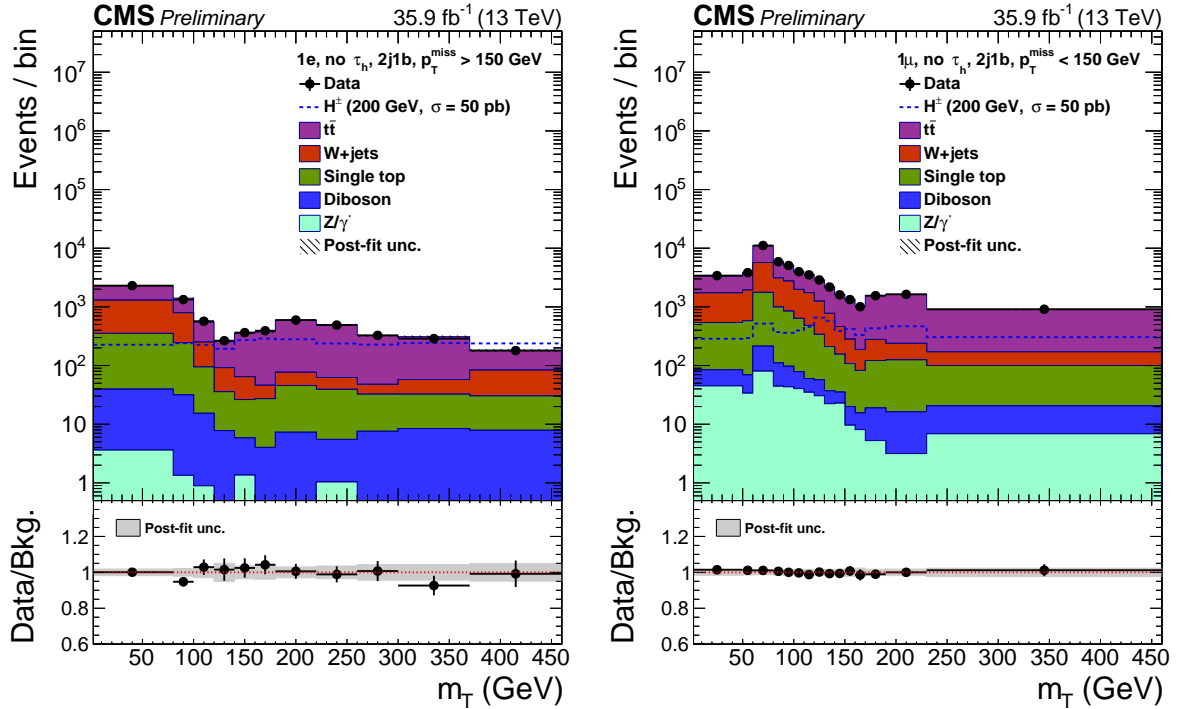 CMS Preliminary 35.9 fb⁻¹ (13 TeV)
Events / bin
10⁷
10⁶
10⁵
10⁴
10³
10²
10
1
1e, no τₕ, 2j1b, p_T^miss > 150 GeV
Data
H± (200 GeV, σ = 50 pb)
tt̄
W+jets
Single top
Diboson
Z/γ*
Post-fit unc.
Data/Bkg.
1.2
1
0.8
0.6
Post-fit unc.
50 100 150 200 250 300 350 400 450
m_T (GeV)
CMS Preliminary 35.9 fb⁻¹ (13 TeV)
Events / bin
10⁷
10⁶
10⁵
10⁴
10³
10²
10
1
1μ, no τₕ, 2j1b, p_T^miss < 150 GeV
Data
H± (200 GeV, σ = 50 pb)
tt̄
W+jets
Single top
Diboson
Z/γ*
Post-fit unc.
Data/Bkg.
1.2
1
0.8
0.6
Post-fit unc.
50 100 150 200 250 300 350 400 450
m_T (GeV)